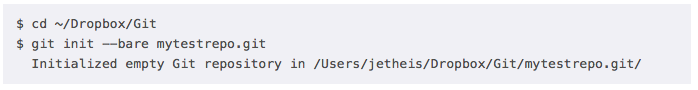 $ cd ~/Dropbox/Git
$ git init --bare mytestrepo.git
Initialized empty Git repository in /Users/jetheis/Dropbox/Git/mytestrepo.git/